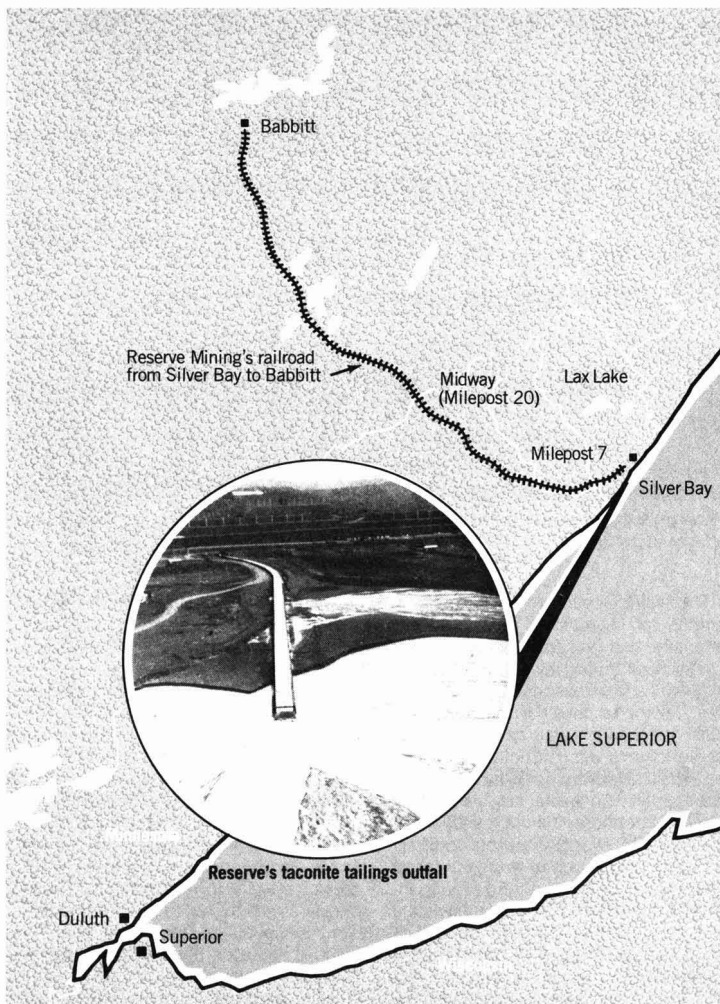 Babbitt
Reserve Mining's railroad
from Silver Bay to Babbitt
Midway
(Milepost 20)
Lax Lake
Milepost 7
Silver Bay
LAKE SUPERIOR
Reserve's taconite tailings outfall
Duluth
Superior